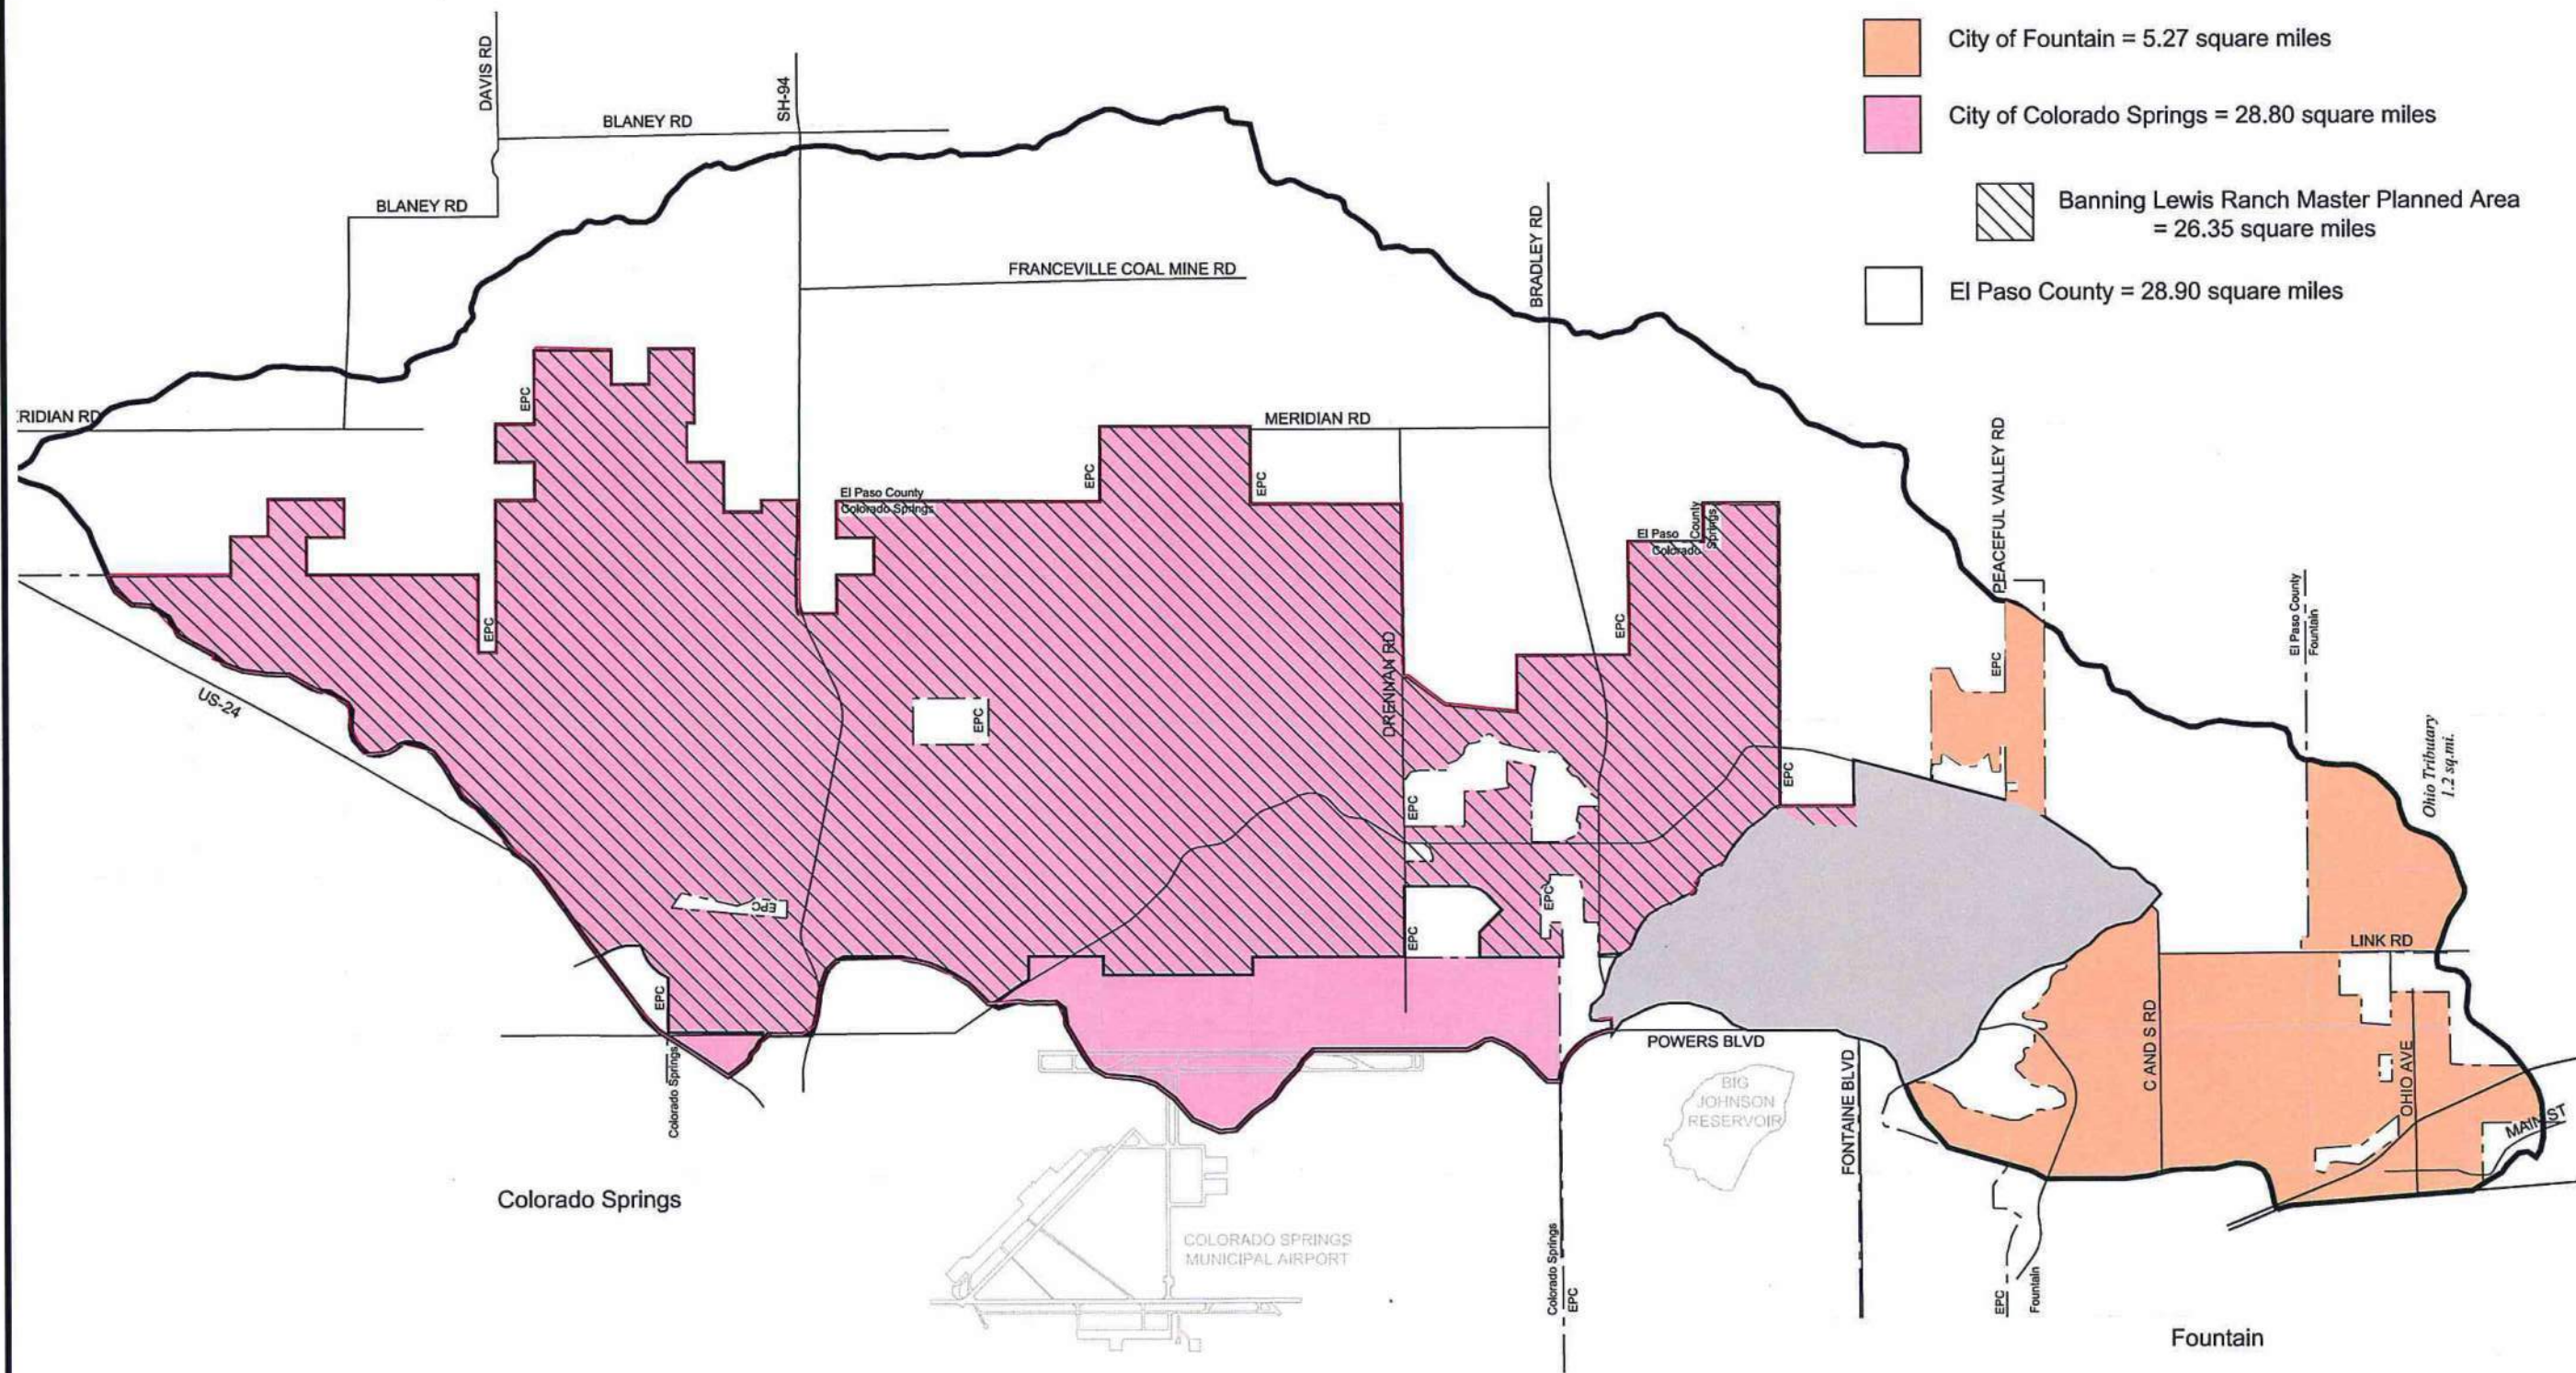 City of Fountain = 5.27 square miles
City of Colorado Springs = 28.80 square miles
Banning Lewis Ranch Master Planned Area
= 26.35 square miles
El Paso County = 28.90 square miles
DAVIS RD
SH-94
BLANEY RD
BLANEY RD
FRANCEVILLE COAL MINE RD
BRADLEY RD
ERIDIAN RD
EPC
MERIDIAN RD
EPC
EPC
El Paso County
Colorado Springs
El Paso County
Colorado Springs
PEACEFUL VALLEY RD
El Paso County
Fountain
EPC
EPC
EPC
DRENNAN RD
US-24
EPC
Ohio Tributary
1.2 sq.mi.
EPC
EPC
EPC
EPC
EPC
LINK RD
EPC
POWERS BLVD
C AND S RD
OHIO AVE
MAIN ST
Colorado Springs
FONTAINE BLVD
BIG
JOHNSON
RESERVOIR
Colorado Springs
COLORADO SPRINGS
MUNICIPAL AIRPORT
Colorado Springs
EPC
EPC
Fountain
Fountain